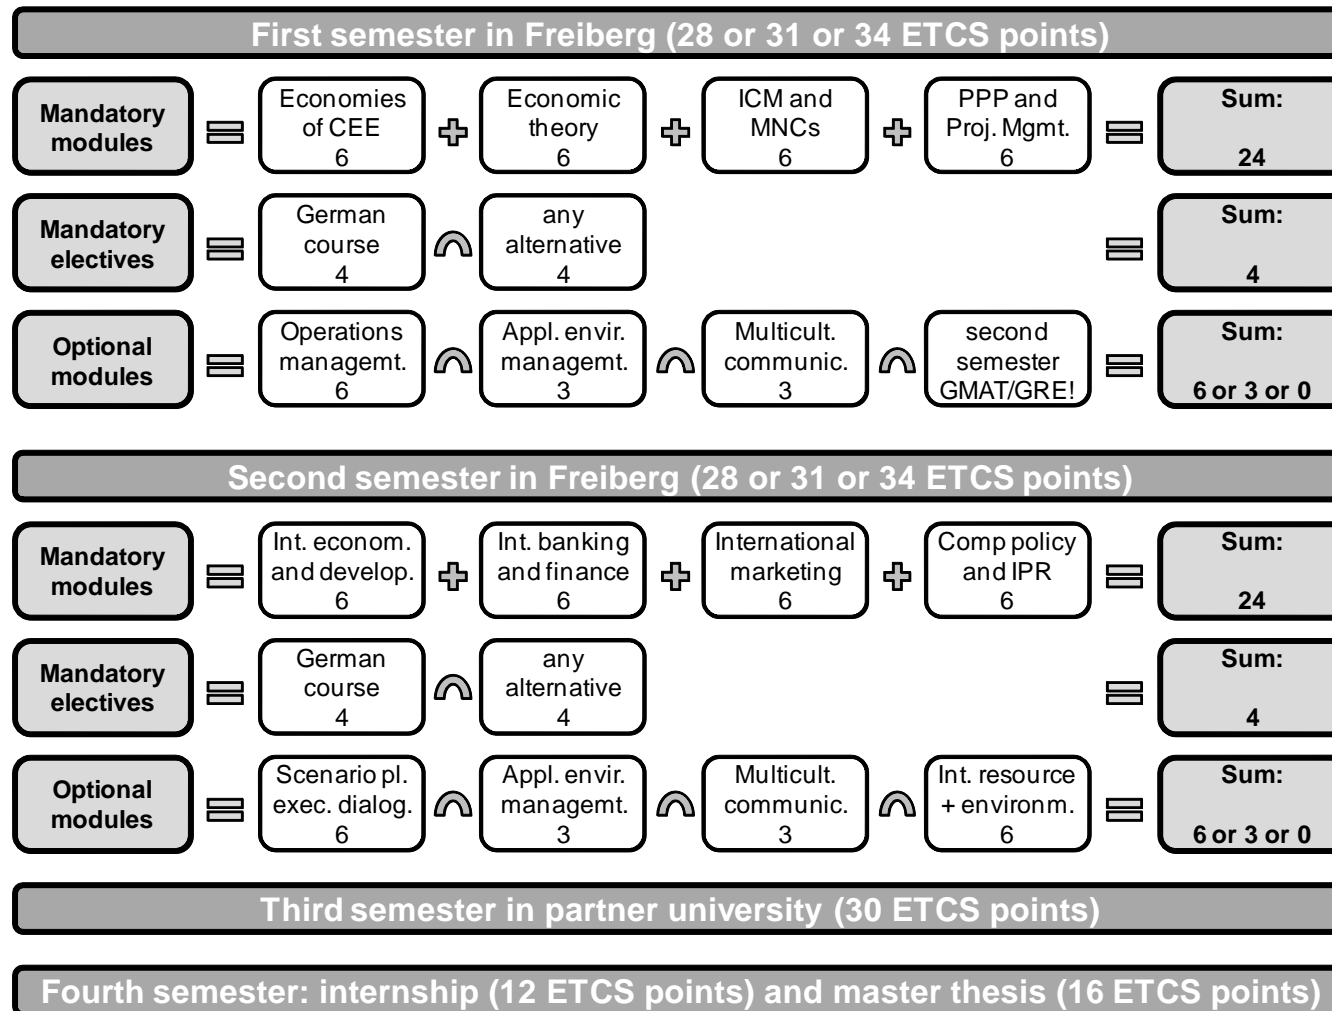 First semester in Freiberg (28 or 31 or 34 ETCS points)
Mandatory
modules
Economies
of CEE
6
Economic
theory
6
ICM and
MNCs
6
PPP and
Proj. Mgmt.
6
Sum:
24
Mandatory
electives
German
course
4
any
alternative
4
Sum:
4
Optional
modules
Operations
managemt.
6
Appl. envir.
managemt.
3
Multicult.
communic.
3
second
semester
GMAT/GRE!
Sum:
6 or 3 or 0
Second semester in Freiberg (28 or 31 or 34 ETCS points)
Mandatory
modules
Int. econom.
and develop.
6
Int. banking
and finance
6
International
marketing
6
Comp policy
and IPR
6
Sum:
24
Mandatory
electives
German
course
4
any
alternative
4
Sum:
4
Optional
modules
Scenario pl.
exec. dialog.
6
Appl. envir.
managemt.
3
Multicult.
communic.
3
Int. resource
+ environm.
6
Sum:
6 or 3 or 0
Third semester in partner university (30 ETCS points)
Fourth semester: internship (12 ETCS points) and master thesis (16 ETCS points)